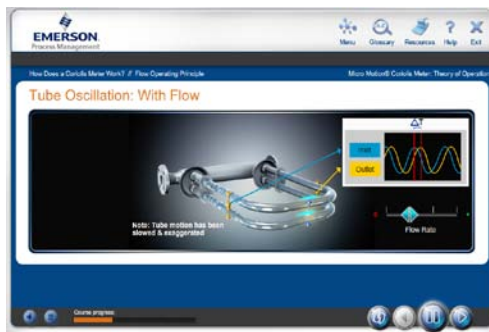 EMERSON
Process Management
Menu
Glossary
Resources
Help
Exit
How Does a Coriolis Meter Work? // Flow Operating Principle
Micro Motion® Coriolis Meter: Theory of Operation
Tube Oscillation: With Flow
ΔT
Inlet
Outlet
Note: Tube motion has been
slowed & exaggerated
Flow Rate
Course progress: